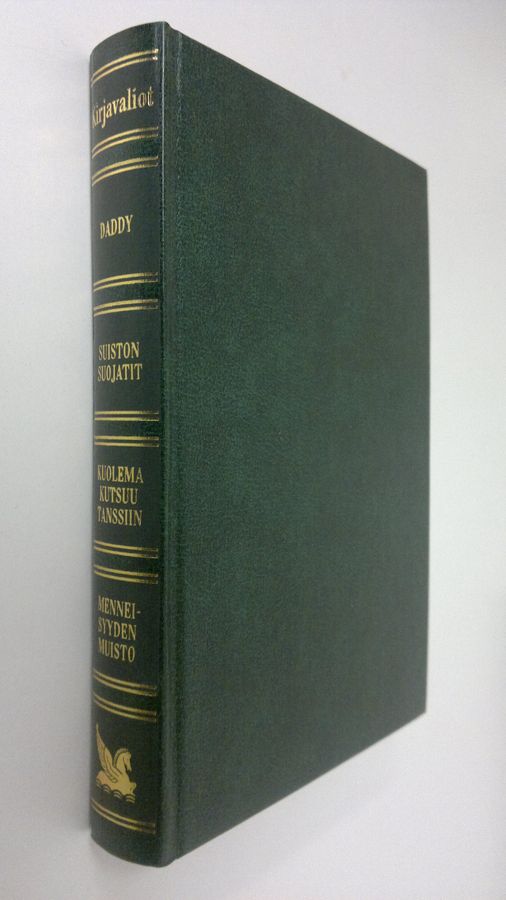 Kirjavaliot
DADDY
SUISTON
SUOJATIT
KUOLEMA
KUTSUU
TANSSIIN
MENNEI-
SYYDEN
MUISTO